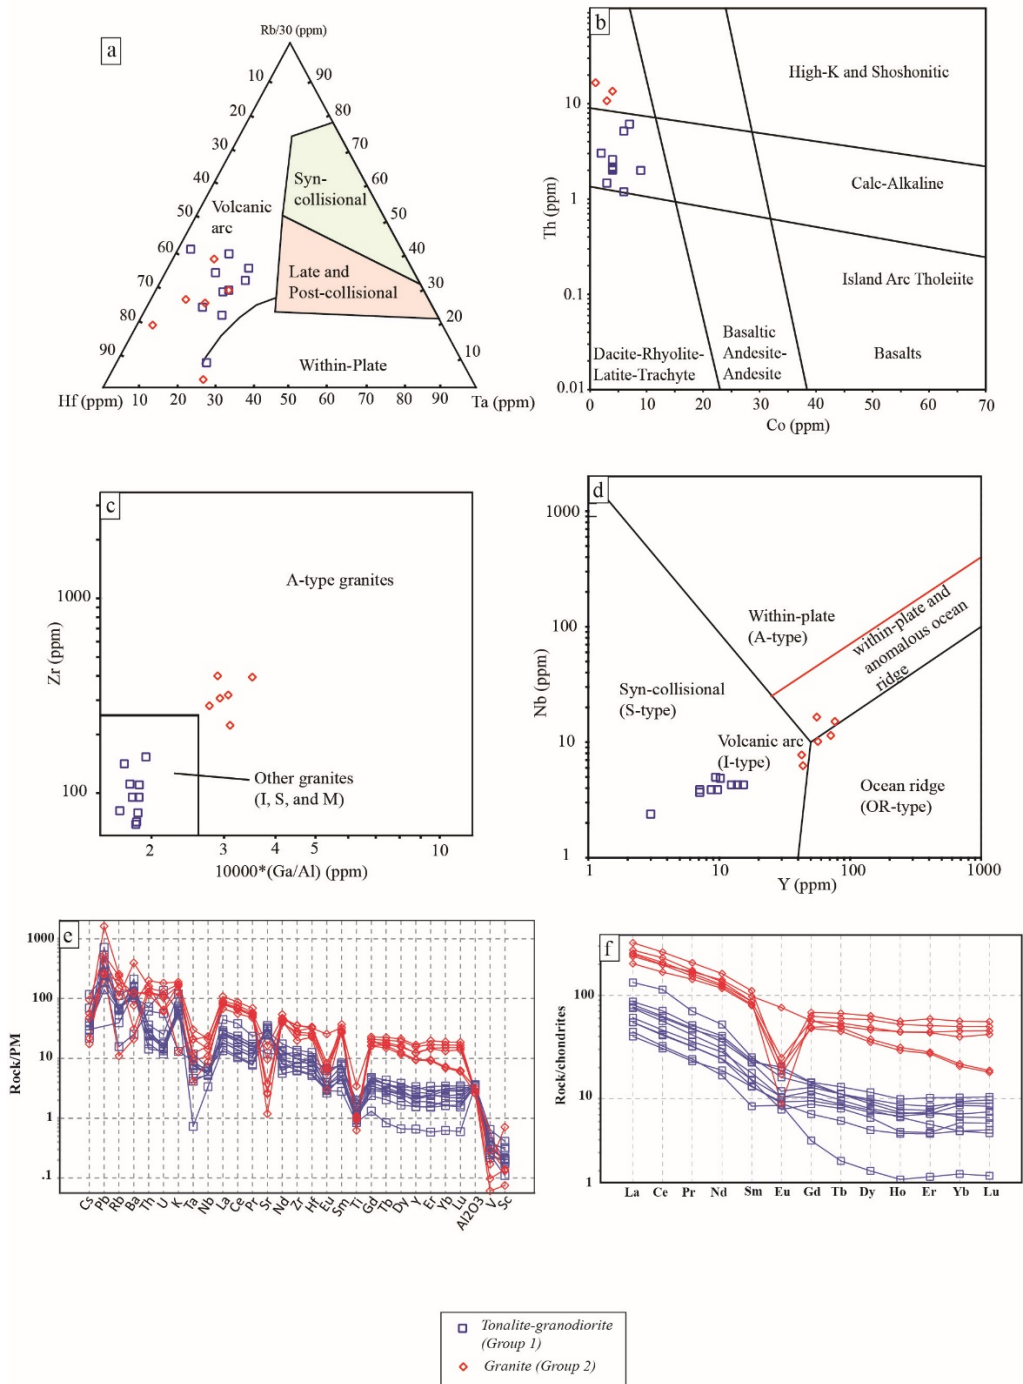 a
Rb/30 (ppm)
10
90
20
80
30
70
40
60
50
50
60
40
70
30
80
20
90
10
Syn-
collisional
Volcanic
arc
Late and
Post-collisional
Within-Plate
Hf (ppm)
10
20
30
40
50
60
70
80
90
Ta (ppm)
b
High-K and Shoshonitic
Calc-Alkaline
Island Arc Tholeiite
Dacite-Rhyolite-
Latite-Trachyte
Basaltic
Andesite-
Andesite
Basalts
10
1
0.1
0.01
Th (ppm)
0
10
20
30
40
50
60
70
Co (ppm)
c
A-type granites
Other granites
(I, S, and M)
1000
100
Zr (ppm)
2
3
4
5
10
10000*(Ga/Al) (ppm)
d
Within-plate
(A-type)
within-plate and
anomalous ocean
ridge
Syn-collisional
(S-type)
Volcanic arc
(I-type)
Ocean ridge
(OR-type)
1000
100
10
1
Nb (ppm)
1
10
100
1000
Y (ppm)
e
1000
100
10
1
.1
Rock/PM
Cs
Pb
Rb
Ba
Th
U
K
Ta
Nb
La
Ce
Pr
Sr
Nd
Zr
Hf
Eu
Sm
Ti
Gd
Tb
Dy
Y
Er
Yb
Lu
Al2O3
V
Sc
f
100
10
1
Rock/chondrites
La
Ce
Pr
Nd
Sm
Eu
Gd
Tb
Dy
Ho
Er
Yb
Lu
Tonalite-granodiorite
(Group 1)
Granite (Group 2)